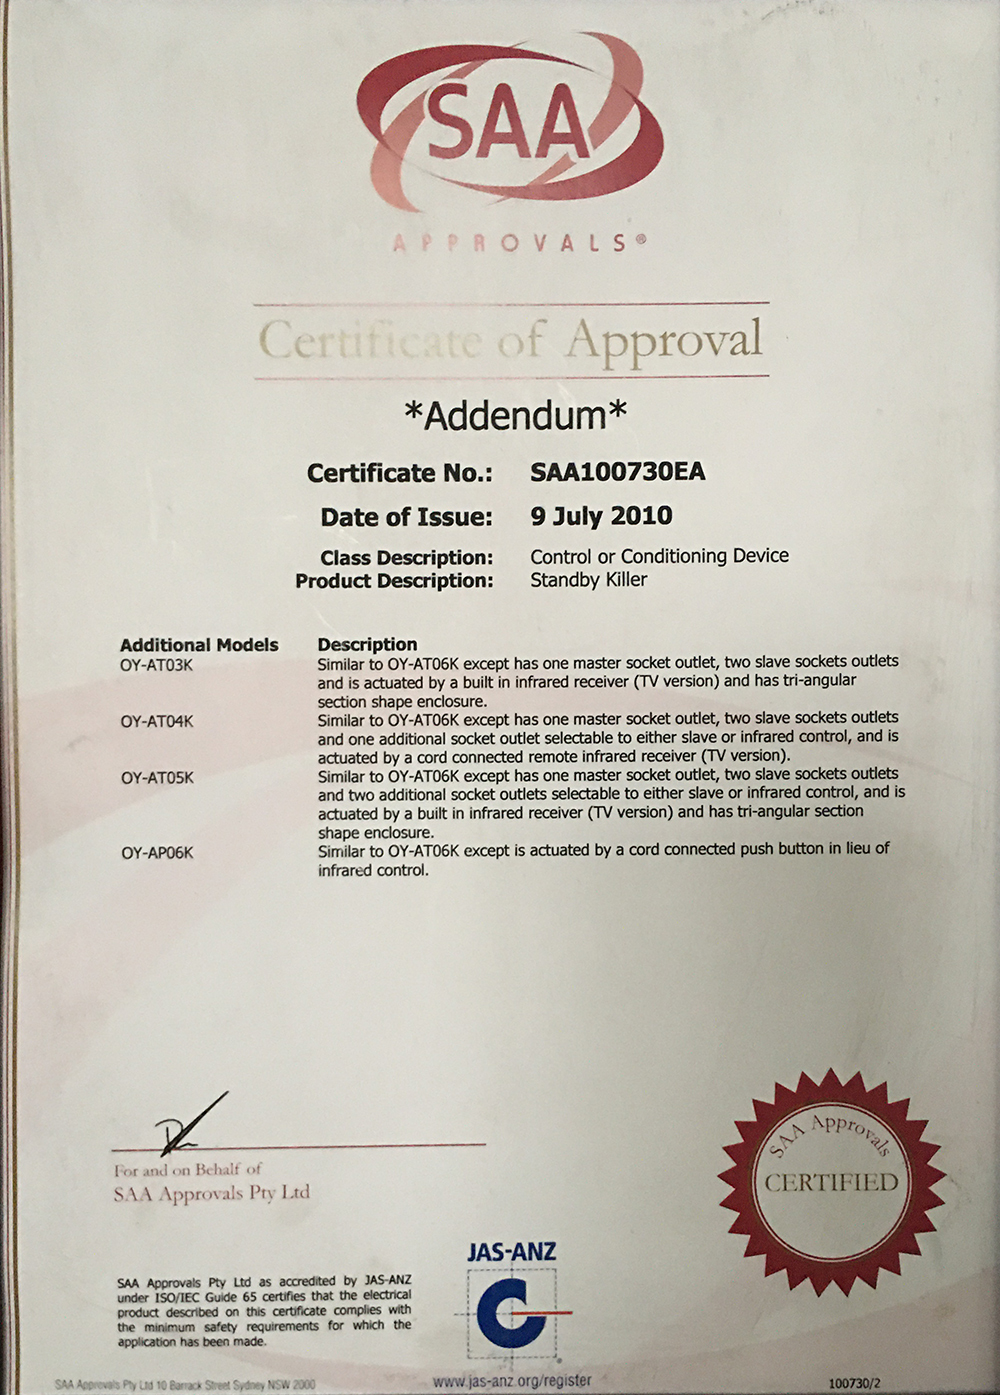 SAA
APPROVALS®
Certificate of Approval
*Addendum*
Certificate No.: SAA100730EA
Date of Issue: 9 July 2010
Class Description: Control or Conditioning Device
Product Description: Standby Killer
Additional Models Description
OY-AT03K Similar to OY-AT06K except has one master socket outlet, two slave sockets outlets
and is actuated by a built in infrared receiver (TV version) and has tri-angular
section shape enclosure.
OY-AT04K Similar to OY-AT06K except has one master socket outlet, two slave sockets outlets
and one additional socket outlet selectable to either slave or infrared control, and is
actuated by a cord connected remote infrared receiver (TV version).
OY-AT05K Similar to OY-AT06K except has one master socket outlet, two slave sockets outlets
and two additional socket outlets selectable to either slave or infrared control, and is
actuated by a built in infrared receiver (TV version) and has tri-angular section
shape enclosure.
OY-AP06K Similar to OY-AT06K except is actuated by a cord connected push button in lieu of
infrared control.
For and on Behalf of
SAA Approvals Pty Ltd
SAA Approvals
CERTIFIED
JAS-ANZ
SAA Approvals Pty Ltd as accredited by JAS-ANZ
under ISO/IEC Guide 65 certifies that the electrical
product described on this certificate complies with
the minimum safety requirements for which the
application has been made.
www.jas-anz.org/register
SAA Approvals Pty Ltd 10 Barrack Street Sydney NSW 2000
100730/2